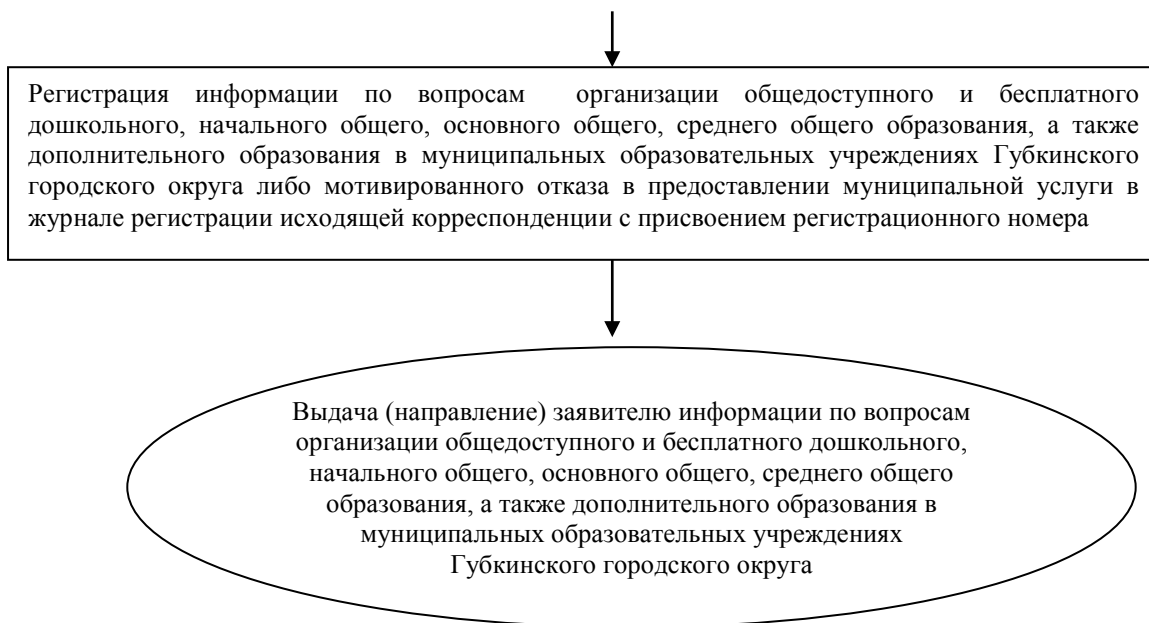 Регистрация информации по вопросам организации общедоступного и бесплатного
дошкольного, начального общего, основного общего, среднего общего образования, а также
дополнительного образования в муниципальных образовательных учреждениях Губкинского
городского округа либо мотивированного отказа в предоставлении муниципальной услуги в
журнале регистрации исходящей корреспонденции с присвоением регистрационного номера
Выдача (направление) заявителю информации по вопросам
организации общедоступного и бесплатного дошкольного,
начального общего, основного общего, среднего общего
образования, а также дополнительного образования в
муниципальных образовательных учреждениях
Губкинского городского округа